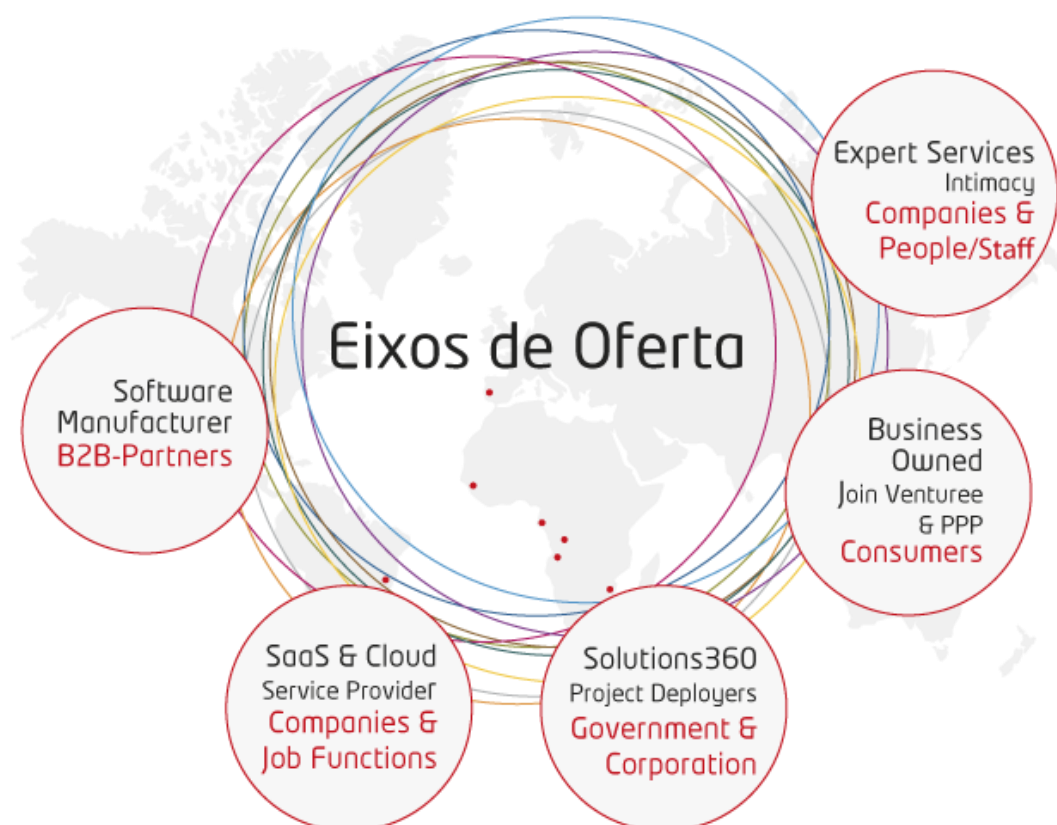 Eixos de Oferta
Expert Services
Intimacy
Companies &
People/Staff
Business
Owned
Join Venturee
& PPP
Consumers
Solutions360
Project Deployers
Government &
Corporation
SaaS & Cloud
Service Provider
Companies &
Job Functions
Software
Manufacturer
B2B-Partners